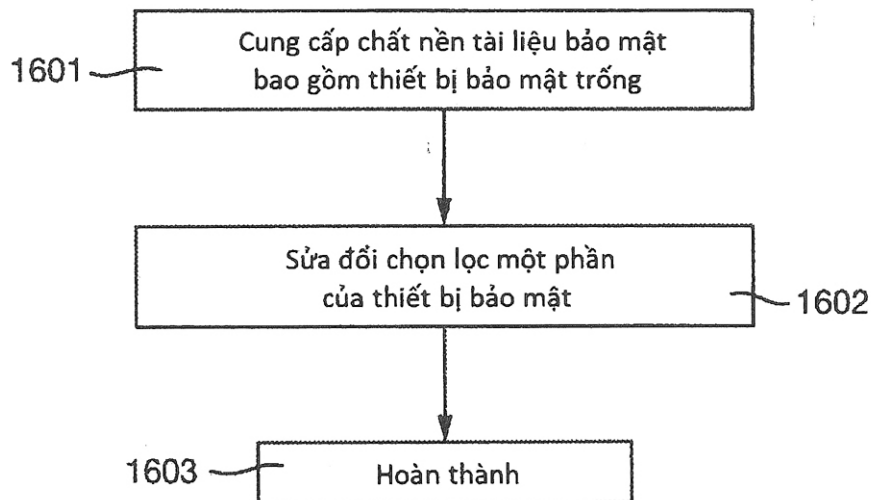 1601
Cung cấp chất nền tài liệu bảo mật
bao gồm thiết bị bảo mật trống
Sửa đổi chọn lọc một phần
của thiết bị bảo mật
1602
1603
Hoàn thành